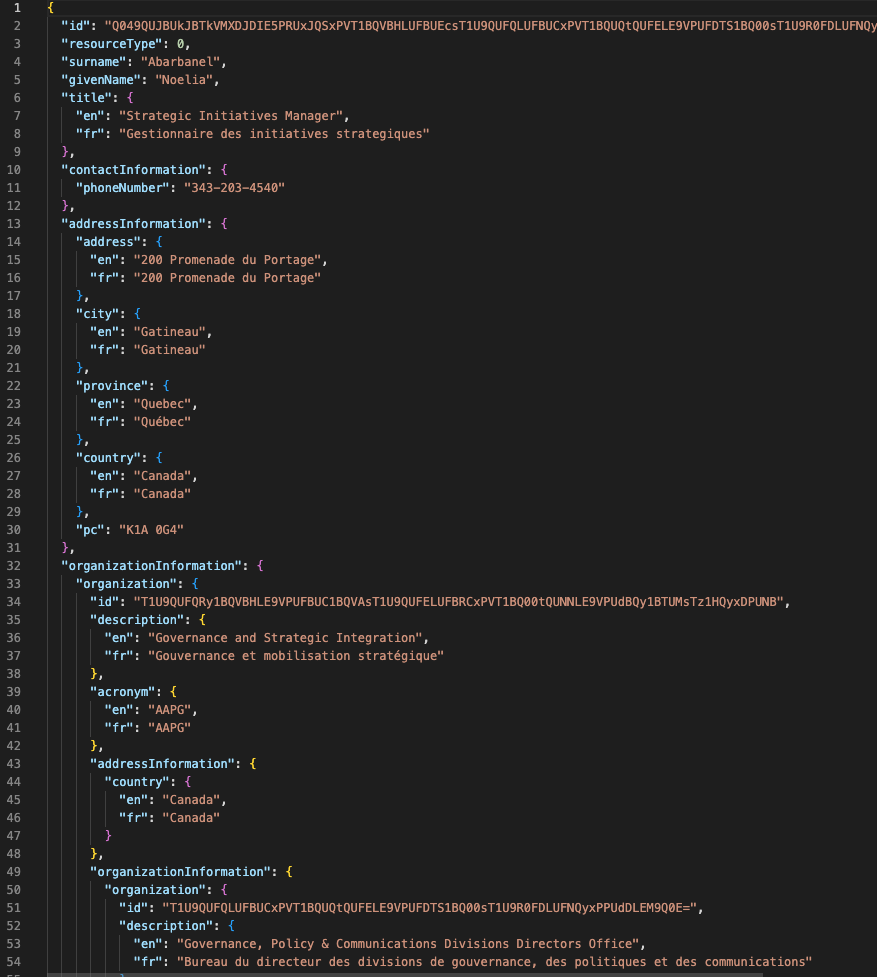 1 {
2 "id": "Q049QUJBUkJBTkVMXDJDIE5PRUxJQSxPVT1BQVBHLUFBUEcsT1U9QUFQLUFBUCxPVT1BQUQtQUFELE9VPUFDTS1BQ00sT1U9R0FDLUFNQy
3 "resourceType": 0,
4 "surname": "Abarbanel",
5 "givenName": "Noelia",
6 "title": {
7 "en": "Strategic Initiatives Manager",
8 "fr": "Gestionnaire des initiatives strategiques"
9 },
10 "contactInformation": {
11 "phoneNumber": "343-203-4540"
12 },
13 "addressInformation": {
14 "address": {
15 "en": "200 Promenade du Portage",
16 "fr": "200 Promenade du Portage"
17 },
18 "city": {
19 "en": "Gatineau",
20 "fr": "Gatineau"
21 },
22 "province": {
23 "en": "Quebec",
24 "fr": "Québec"
25 },
26 "country": {
27 "en": "Canada",
28 "fr": "Canada"
29 },
30 "pc": "K1A 0G4"
31 },
32 "organizationInformation": {
33 "organization": {
34 "id": "T1U9QUFQRy1BQVBHLE9VPUFBUC1BQVAsT1U9QUFELUFBRCxPVT1BQ00tQUNNLE9VPUdBQy1BTUMsTz1HQyxDPUNB",
35 "description": {
36 "en": "Governance and Strategic Integration",
37 "fr": "Gouvernance et mobilisation stratégique"
38 },
39 "acronym": {
40 "en": "AAPG",
41 "fr": "AAPG"
42 },
43 "addressInformation": {
44 "country": {
45 "en": "Canada",
46 "fr": "Canada"
47 }
48 },
49 "organizationInformation": {
50 "organization": {
51 "id": "T1U9QUFQLUFBUCxPVT1BQUQtQUFELE9VPUFDTS1BQ00sT1U9R0FDLUFNQyxPPUdDLEM9Q0E=",
52 "description": {
53 "en": "Governance, Policy & Communications Divisions Directors Office",
54 "fr": "Bureau du directeur des divisions de gouvernance, des politiques et des communications"